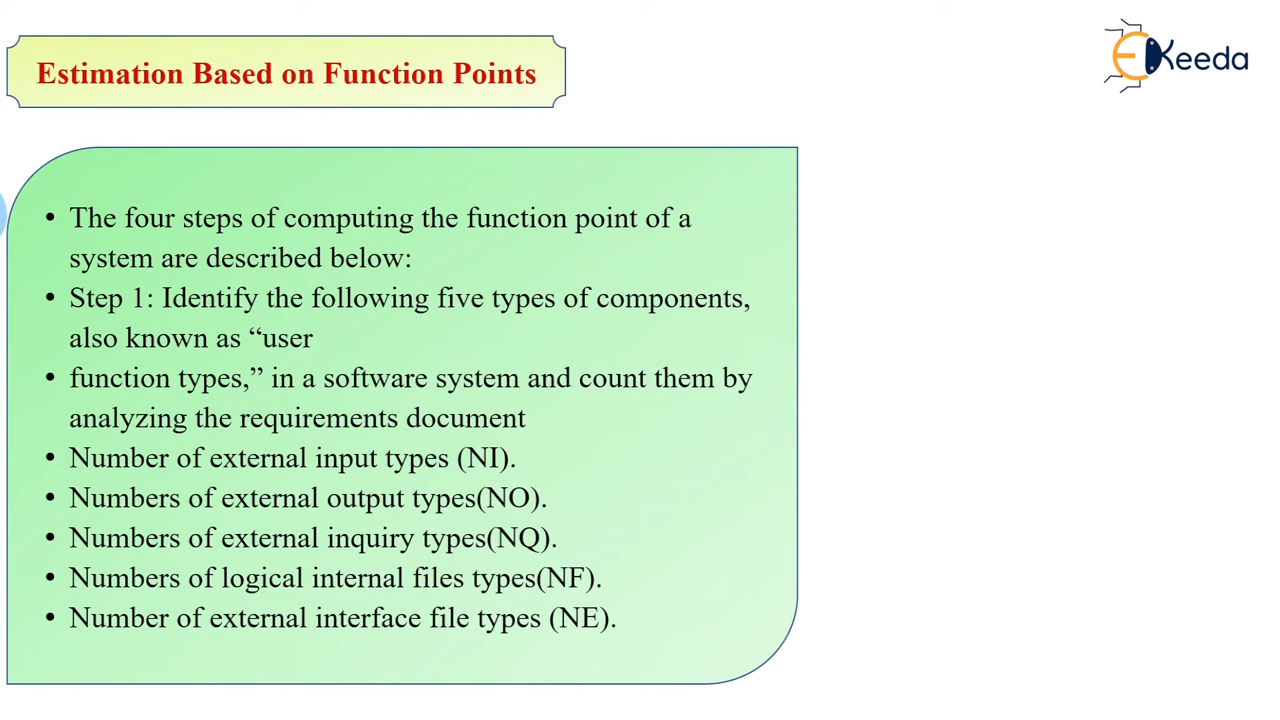 Estimation Based on Function Points
EKeeda
• The four steps of computing the function point of a
system are described below:
• Step 1: Identify the following five types of components,
also known as “user
• function types,” in a software system and count them by
analyzing the requirements document
• Number of external input types (NI).
• Numbers of external output types(NO).
• Numbers of external inquiry types(NQ).
• Numbers of logical internal files types(NF).
• Number of external interface file types (NE).